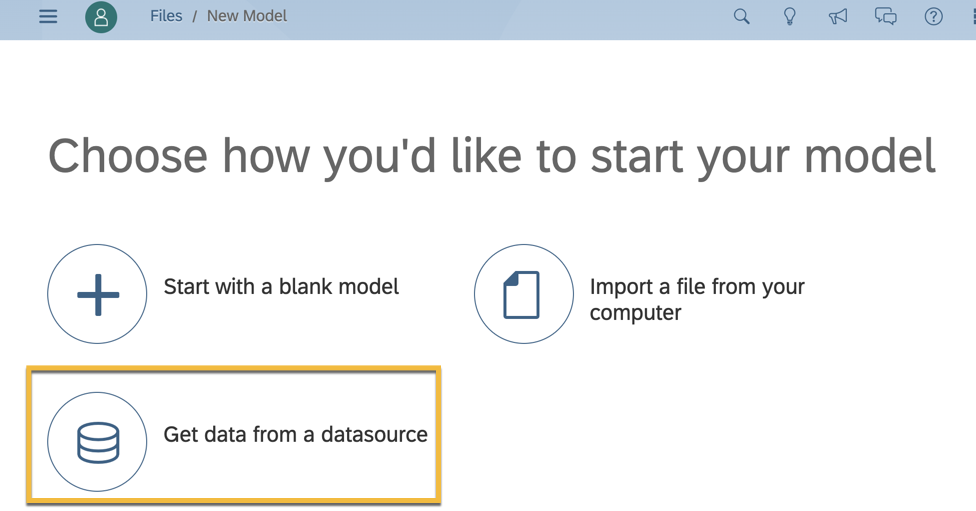 Files / New Model
Choose how you'd like to start your model
Start with a blank model
Import a file from your
computer
Get data from a datasource